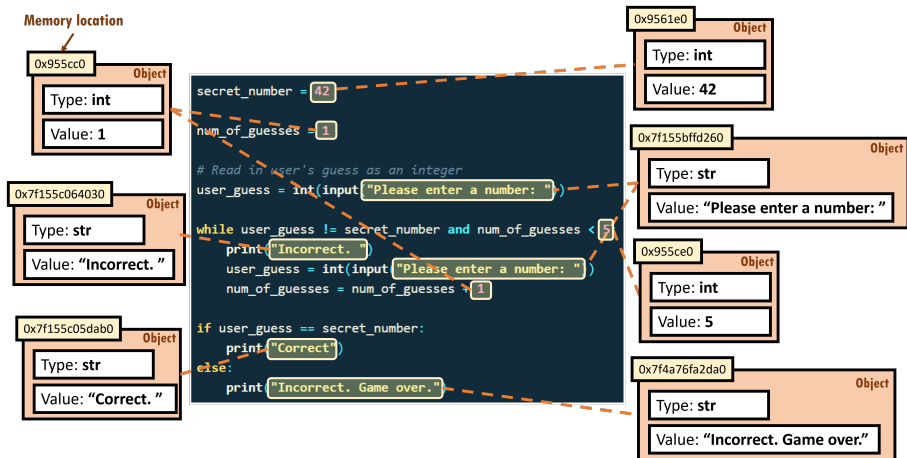 Memory location
0x955cc0
Object
Type: int
Value: 1
0x7f155c064030
Object
Type: str
Value: “Incorrect. ”
0x7f155c05dab0
Object
Type: str
Value: “Correct. ”
secret_number = 42
num_of_guesses = 1
# Read in user's guess as an integer
user_guess = int(input("Please enter a number: "))
while user_guess != secret_number and num_of_guesses < 5:
print("Incorrect. ")
user_guess = int(input("Please enter a number: "))
num_of_guesses = num_of_guesses + 1
if user_guess == secret_number:
print("Correct")
else:
print("Incorrect. Game over.")
0x9561e0
Object
Type: int
Value: 42
0x7f155bffd260
Object
Type: str
Value: “Please enter a number: ”
0x955ce0
Object
Type: int
Value: 5
0x7f4a76fa2da0
Object
Type: str
Value: “Incorrect. Game over.”